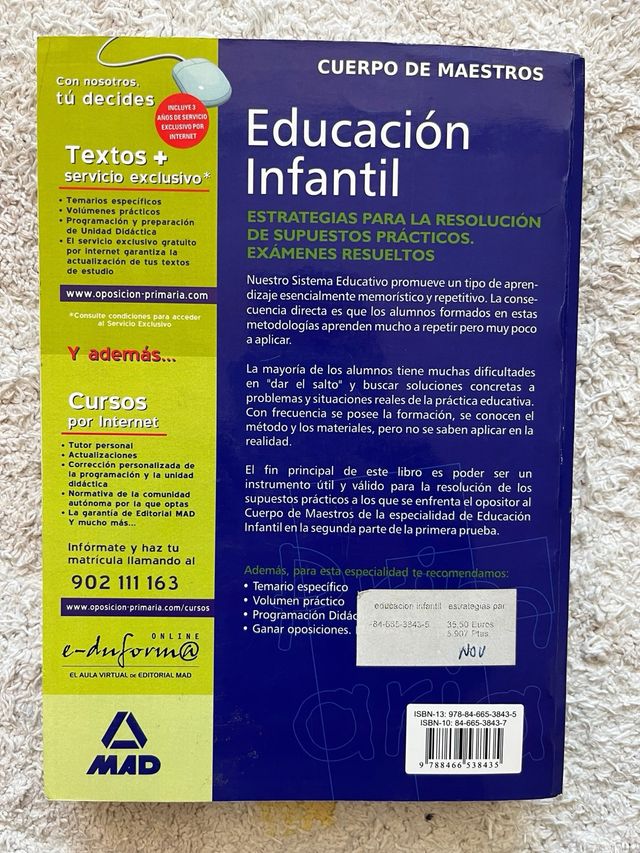 Con nosotros,
tú decides
INCLUYE 3
AÑOS DE SERVICIO
EXCLUSIVO POR
INTERNET
Textos +
servicio exclusivo*
• Temarios específicos
• Volúmenes prácticos
• Programación y preparación
de Unidad Didáctica
• El servicio exclusivo gratuito
por internet garantiza la
actualización de tus textos
de estudio
www.oposicion-primaria.com
*Consulte condiciones para acceder
al Servicio Exclusivo
Y además...
Cursos
por Internet
• Tutor personal
• Actualizaciones
• Corrección personalizada de
la programación y la unidad
didáctica
• Normativa de la comunidad
autónoma por la que optas
• La garantía de Editorial MAD
Y mucho más...
Infórmate y haz tu
matrícula llamando al
902 111 163
www.oposicion-primaria.com/cursos
ONLINE
e-duform@
EL AULA VIRTUAL DE EDITORIAL MAD
MAD
CUERPO DE MAESTROS
Educación
Infantil
ESTRATEGIAS PARA LA RESOLUCIÓN
DE SUPUESTOS PRÁCTICOS.
EXÁMENES RESUELTOS
Nuestro Sistema Educativo promueve un tipo de apren-
dizaje esencialmente memorístico y repetitivo. La conse-
cuencia directa es que los alumnos formados en estas
metodologías aprenden mucho a repetir pero muy poco
a aplicar.
La mayoría de los alumnos tiene muchas dificultades
en "dar el salto" y buscar soluciones concretas a
problemas y situaciones reales de la práctica educativa.
Con frecuencia se posee la formación, se conocen el
método y los materiales, pero no se saben aplicar en la
realidad.
El fin principal de este libro es poder ser un
instrumento útil y válido para la resolución de los
supuestos prácticos a los que se enfrenta el opositor al
Cuerpo de Maestros de la especialidad de Educación
Infantil en la segunda parte de la primera prueba.
Además, para esta especialidad te recomendamos:
• Temario específico
• Volumen práctico
• Programación Didác
• Ganar oposiciones.
educacion infantil estrategias par
-84-665-3843-5 35,50 Euros
5.907 Ptas
NOV
ISBN-13: 978-84-665-3843-5
ISBN-10: 84-665-3843-7
9 788466 538435